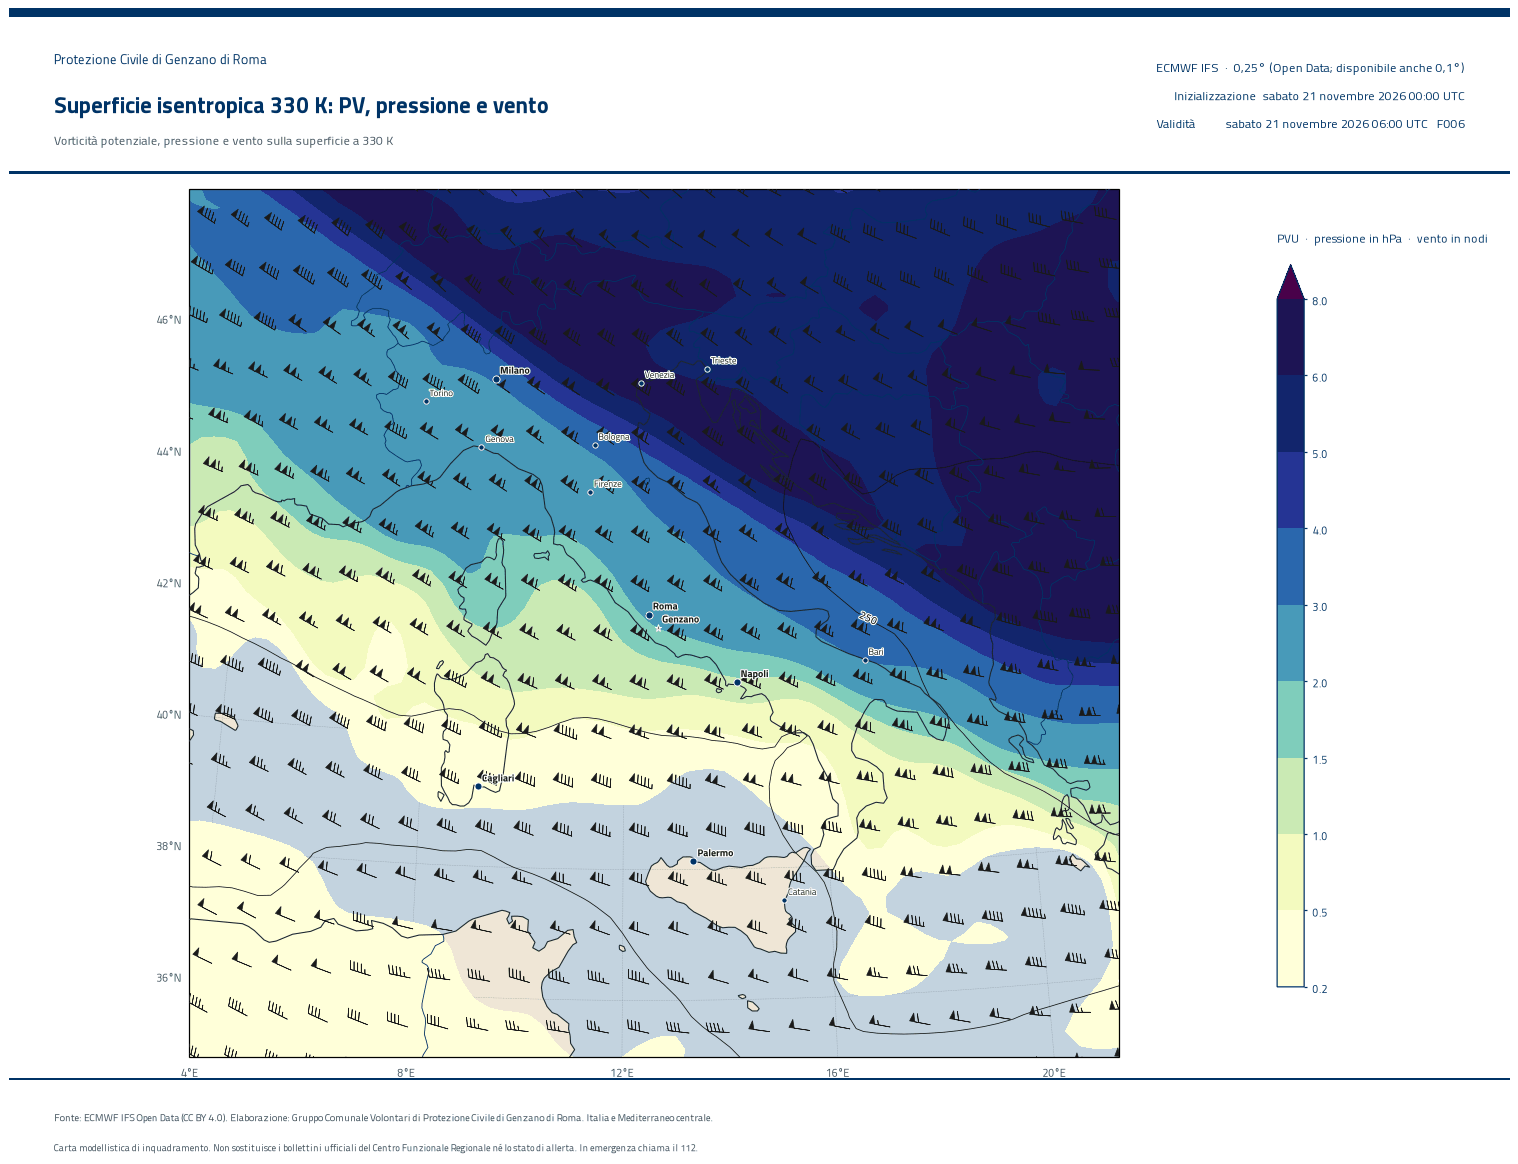 Protezione Civile di Genzano di Roma
Superficie isentropica 330 K: PV, pressione e vento
Vorticità potenziale, pressione e vento sulla superficie a 330 K
ECMWF IFS · 0,25° (Open Data; disponibile anche 0,1°)
Inizializzazione sabato 21 novembre 2026 00:00 UTC
Validità sabato 21 novembre 2026 06:00 UTC F006
PVU · pressione in hPa · vento in nodi
8.0
6.0
5.0
4.0
3.0
2.0
1.5
1.0
0.5
0.2
46°N
44°N
42°N
40°N
38°N
36°N
4°E
8°E
12°E
16°E
20°E
Trieste
Venezia
Milano
Torino
Genova
Bologna
Firenze
Roma
Genzano
250
Bari
Napoli
Cagliari
Palermo
Catania
Fonte: ECMWF IFS Open Data (CC BY 4.0). Elaborazione: Gruppo Comunale Volontari di Protezione Civile di Genzano di Roma. Italia e Mediterraneo centrale.
Carta modellistica di inquadramento. Non sostituisce i bollettini ufficiali del Centro Funzionale Regionale né lo stato di allerta. In emergenza chiama il 112.